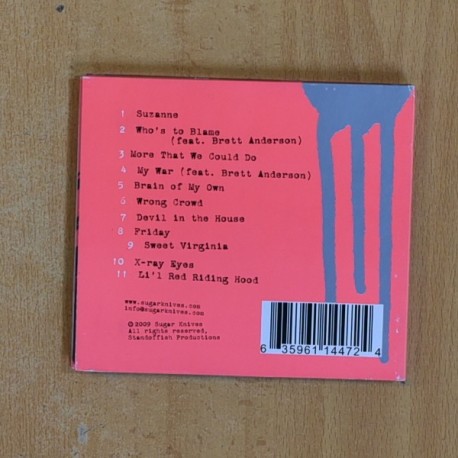 1 Suzanne
2 Who's to Blame
(feat. Brett Anderson)
3 More That We Could Do
4 My War (feat. Brett Anderson)
5 Brain of My Own
6 Wrong Crowd
7 Devil in the House
8 Friday
9 Sweet Virginia
10 X-ray Eyes
11 Li'l Red Riding Hood
www.sugarknives.com
info@sugarknives.com
© 2009 Sugar Knives
All rights reserved,
Standoffish Productions
6 35961 14472 4